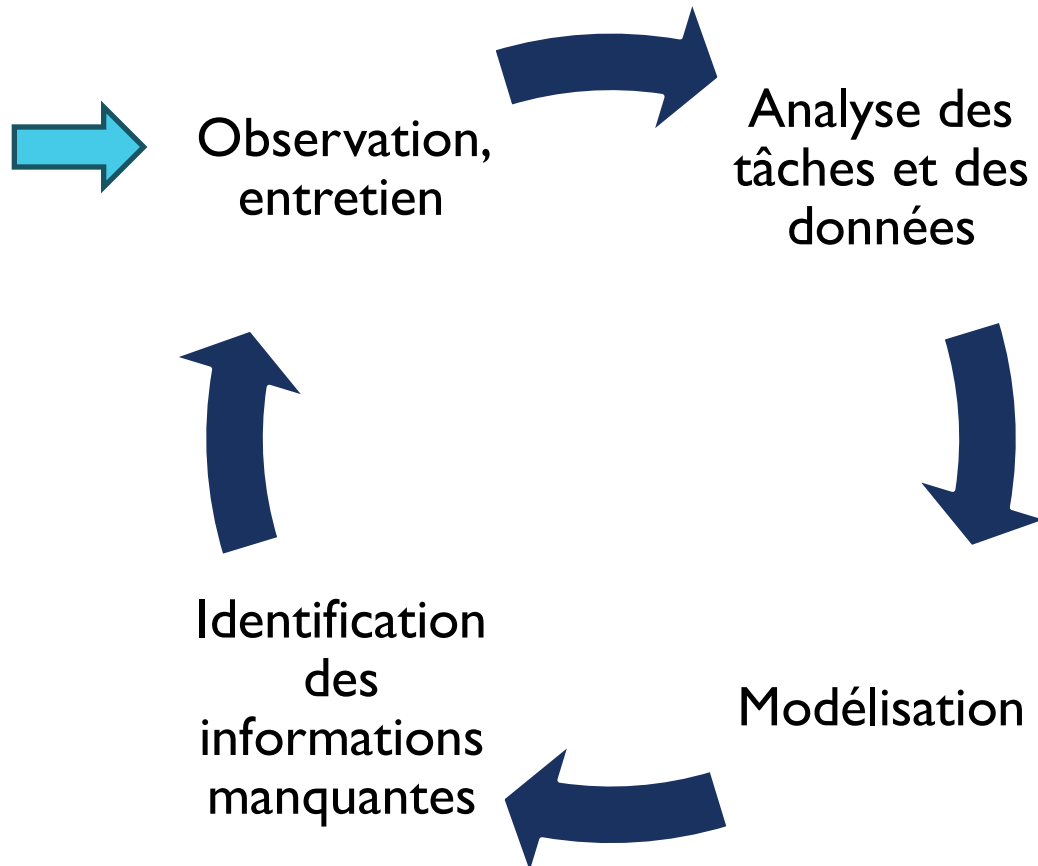 Observation,
entretien
Analyse des
tâches et des
données
Modélisation
Identification
des
informations
manquantes